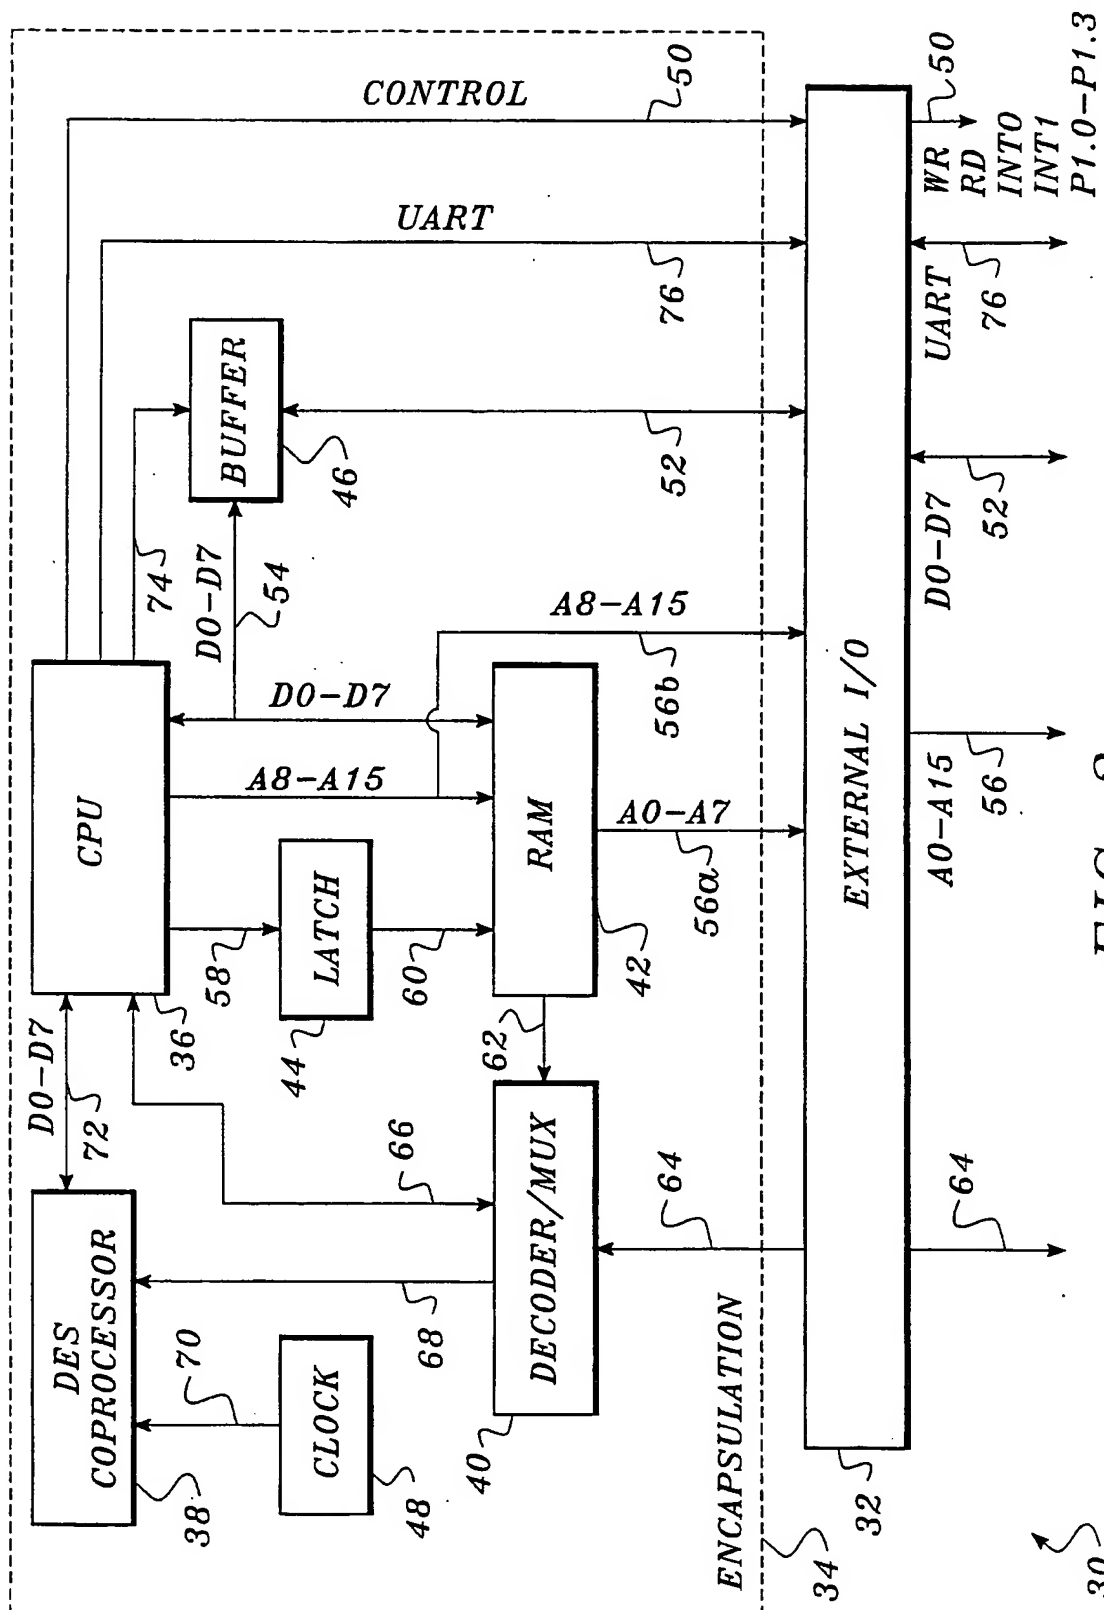 DES
COPROCESSOR
38
D0-D7
72
CPU
36
CONTROL
50
UART
76
74
BUFFER
46
D0-D7
54
D0-D7
A8-A15
A8-A15
56b
52
70
CLOCK
48
68
66
58
LATCH
44
60
62
RAM
42
A0-A7
56a
DECODER/MUX
40
64
ENCAPSULATION
34
EXTERNAL I/O
32
64
A0-A15
56
D0-D7
52
UART
76
WR
RD
INT0
INT1
P1.0-P1.3
50
30